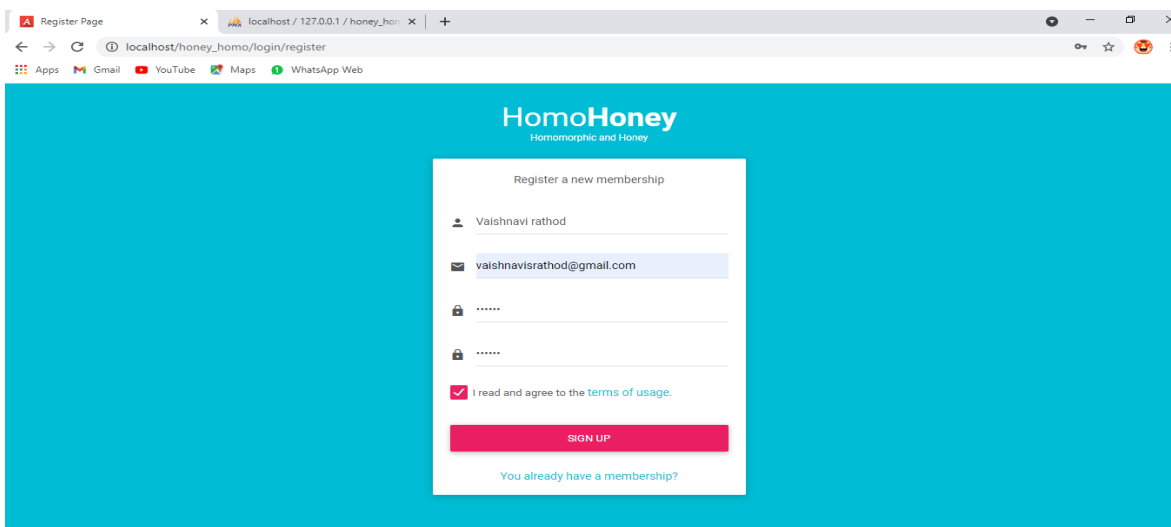 Register Page
localhost / 127.0.0.1 / honey_hon
localhost/honey_homo/login/register
Apps Gmail YouTube Maps WhatsApp Web
HomoHoney
Homomorphic and Honey
Register a new membership
Vaishnavi rathod
vaishnavisrathod@gmail.com
••••••
••••••
I read and agree to the terms of usage.
SIGN UP
You already have a membership?